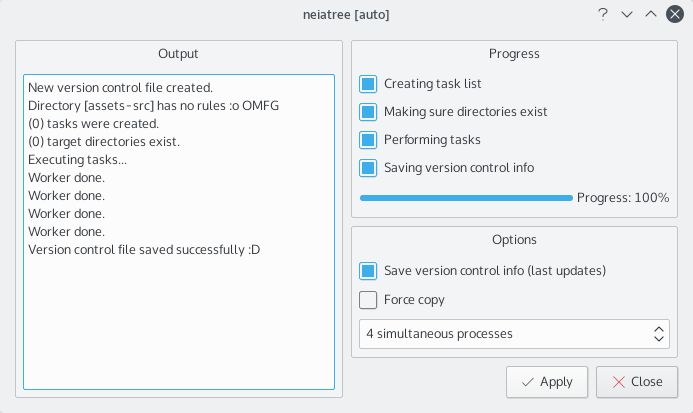 neiatree [auto]
Output
New version control file created.
Directory [assets-src] has no rules :o OMFG
(0) tasks were created.
(0) target directories exist.
Executing tasks...
Worker done.
Worker done.
Worker done.
Worker done.
Version control file saved successfully :D
Progress
Creating task list
Making sure directories exist
Performing tasks
Saving version control info
Progress: 100%
Options
Save version control info (last updates)
Force copy
4 simultaneous processes
Apply
Close